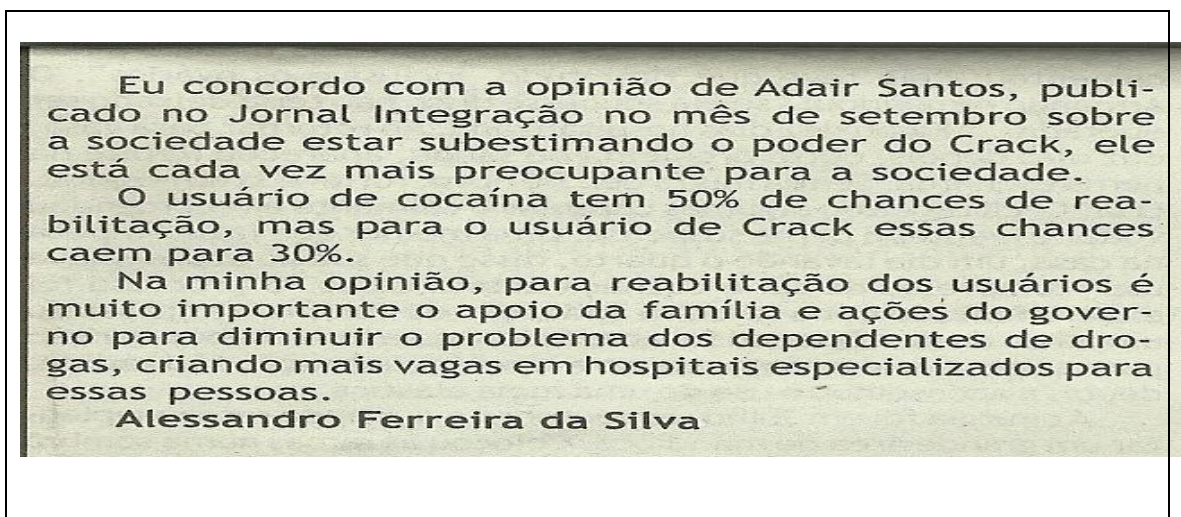 Eu concordo com a opinião de Adair Santos, publi-
cado no Jornal Integração no mês de setembro sobre
a sociedade estar subestimando o poder do Crack, ele
está cada vez mais preocupante para a sociedade.
O usuário de cocaína tem 50% de chances de rea-
bilitação, mas para o usuário de Crack essas chances
caem para 30%.
Na minha opinião, para reabilitação dos usuários é
muito importante o apoio da família e ações do gover-
no para diminuir o problema dos dependentes de dro-
gas, criando mais vagas em hospitais especializados para
essas pessoas.
Alessandro Ferreira da Silva